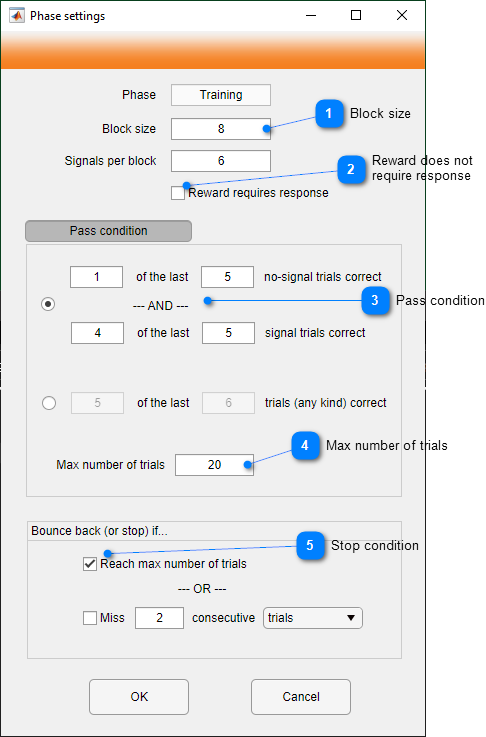 Phase settings
Phase Training
Block size 8
1 Block size
Signals per block 6
2 Reward does not
require response
Reward requires response
Pass condition
1 of the last 5 no-signal trials correct
--- AND ---
3 Pass condition
4 of the last 5 signal trials correct
5 of the last 6 trials (any kind) correct
4 Max number of trials
Max number of trials 20
Bounce back (or stop) if...
5 Stop condition
Reach max number of trials
--- OR ---
Miss 2 consecutive trials
OK Cancel